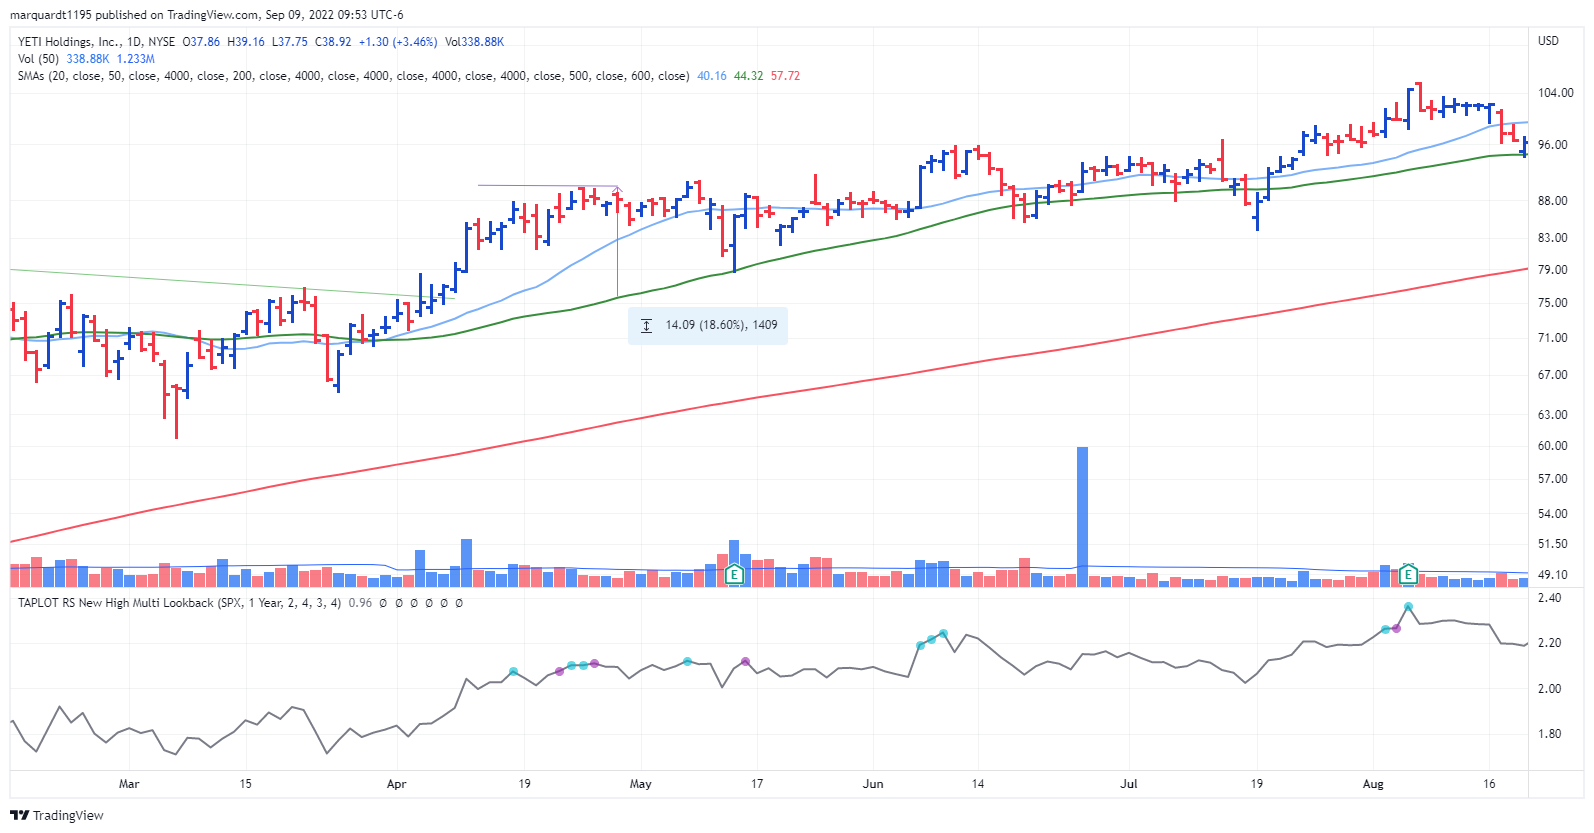 marquardt1195 published on TradingView.com, Sep 09, 2022 09:53 UTC-6
YETI Holdings, Inc., 1D, NYSE O37.86 H39.16 L37.75 C38.92 +1.30 (+3.46%) Vol338.88K
USD
Vol (50) 338.88K 1.233M
SMAs (20, close, 50, close, 4000, close, 200, close, 4000, close, 4000, close, 4000, close, 4000, close, 500, close, 600, close) 40.16 44.32 57.72
104.00
96.00
88.00
83.00
79.00
75.00
14.09 (18.60%), 1409
71.00
67.00
63.00
60.00
57.00
54.00
51.50
E
E
49.10
TAPLOT RS New High Multi Lookback (SPX, 1 Year, 2, 4, 3, 4) 0.96 Ø Ø Ø Ø Ø Ø
2.40
2.20
2.00
1.80
Mar 15 Apr 19 May 17 Jun 14 Jul 19 Aug 16
TradingView